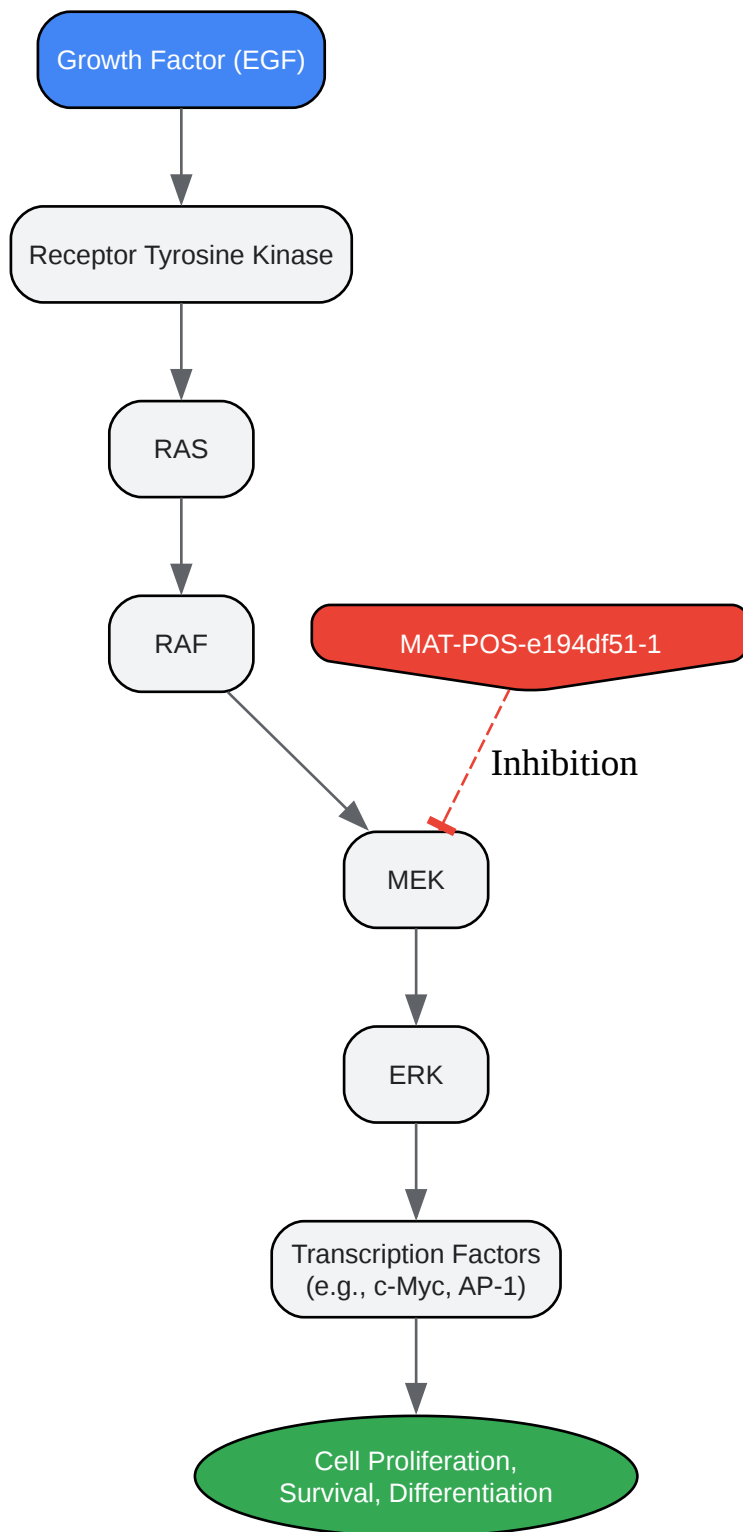 Growth Factor (EGF)
Receptor Tyrosine Kinase
RAS
RAF
MAT-POS-e194df51-1
Inhibition
MEK
ERK
Transcription Factors
(e.g., c-Myc, AP-1)
Cell Proliferation,
Survival, Differentiation